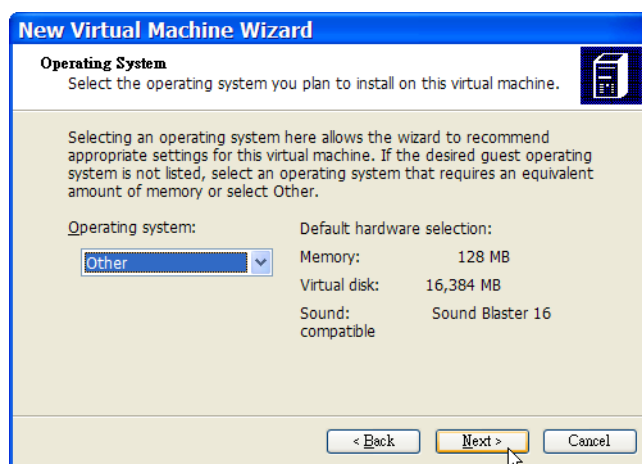 New Virtual Machine Wizard
Operating System
Select the operating system you plan to install on this virtual machine.
Selecting an operating system here allows the wizard to recommend
appropriate settings for this virtual machine. If the desired guest operating
system is not listed, select an operating system that requires an equivalent
amount of memory or select Other.
Operating system:
Other
Default hardware selection:
Memory: 128 MB
Virtual disk: 16,384 MB
Sound: Sound Blaster 16
compatible
< Back Next > Cancel